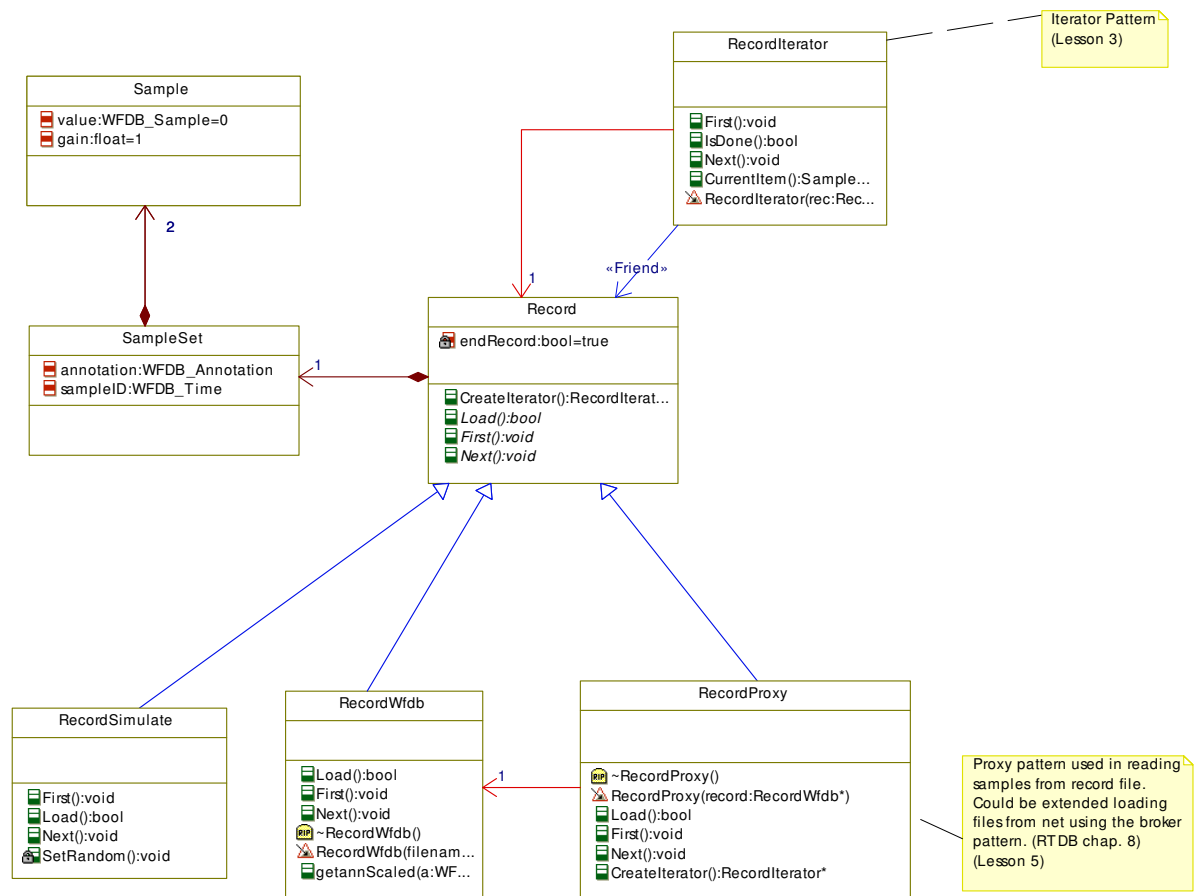 Iterator Pattern
(Lesson 3)
RecordIterator
First():void
IsDone():bool
Next():void
CurrentItem():Sample...
RecordIterator(rec:Rec...
Sample
value:WFDB_Sample=0
gain:float=1
2
«Friend»
1
Record
endRecord:bool=true
CreateIterator():RecordIterat...
Load():bool
First():void
Next():void
SampleSet
annotation:WFDB_Annotation
sampleID:WFDB_Time
1
RecordSimulate
First():void
Load():bool
Next():void
SetRandom():void
RecordWfdb
Load():bool
First():void
Next():void
RIP ~RecordWfdb()
RecordWfdb(filenam...
getannScaled(a:WF...
1
RecordProxy
RIP ~RecordProxy()
RecordProxy(record:RecordWfdb*)
Load():bool
First():void
Next():void
CreateIterator():RecordIterator*
Proxy pattern used in reading
samples from record file.
Could be extended loading
files from net using the broker
pattern. (RTDB chap. 8)
(Lesson 5)